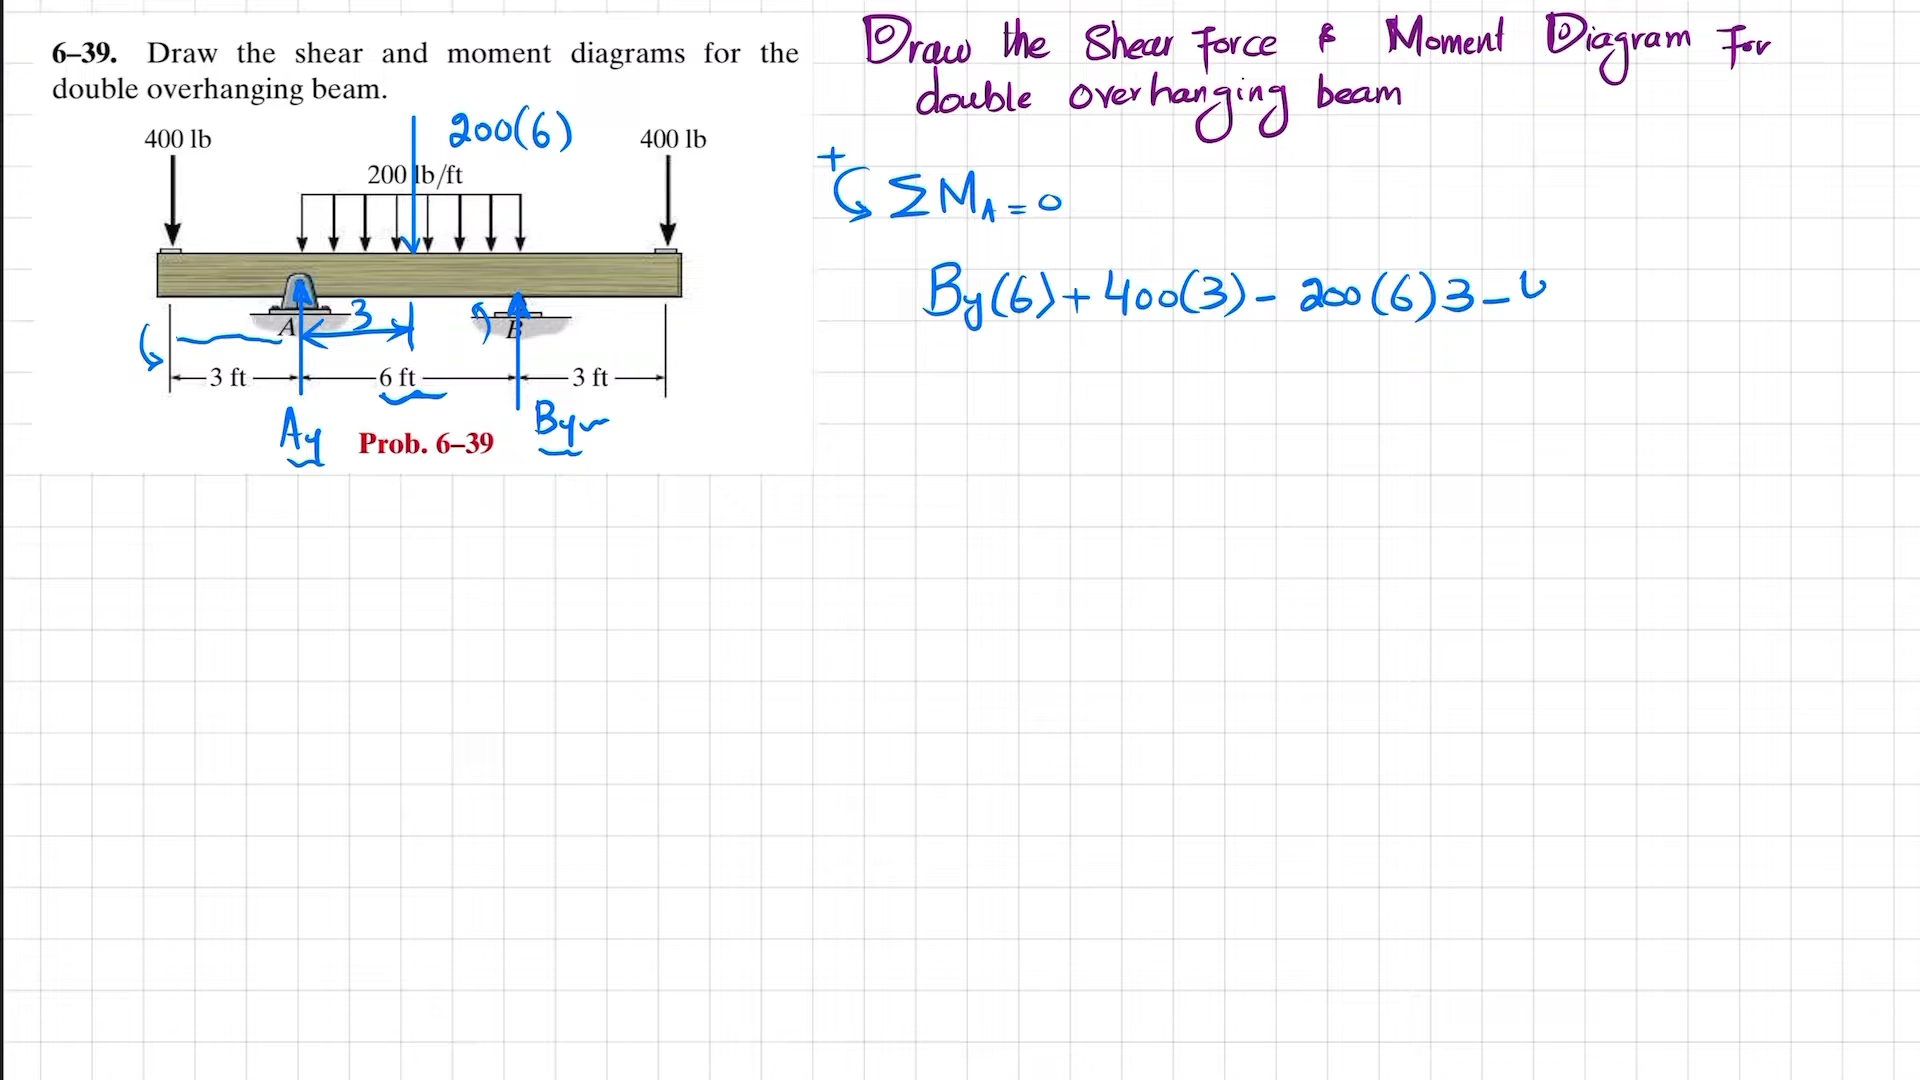 6–39. Draw the shear and moment diagrams for the
double overhanging beam.
400 lb
200(6)
400 lb
200 lb/ft
A
3
B
3 ft
6 ft
3 ft
Ay
By
Prob. 6–39
Draw the Shear Force & Moment Diagram For
double overhanging beam
+
ΣMA=0
By(6)+400(3)- 200(6)3-